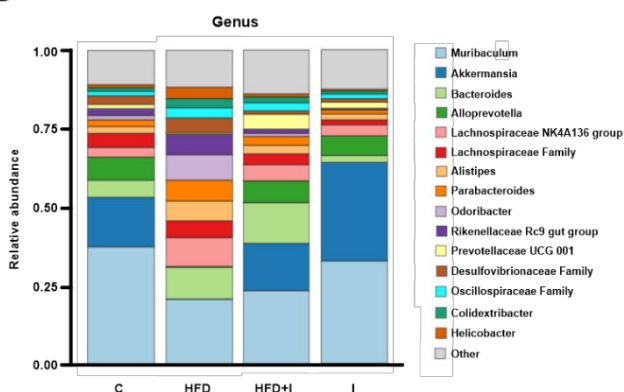 Genus
1.00
0.75
0.50
0.25
0.00
Relative abundance
C HFD HFD+I I
Muribaculum
Akkermansia
Bacteroides
Alloprevotella
Lachnospiraceae NK4A136 group
Lachnospiraceae Family
Alistipes
Parabacteroides
Odoribacter
Rikenellaceae Rc9 gut group
Prevotellaceae UCG 001
Desulfovibrionaceae Family
Oscillospiraceae Family
Colidextribacter
Helicobacter
Other